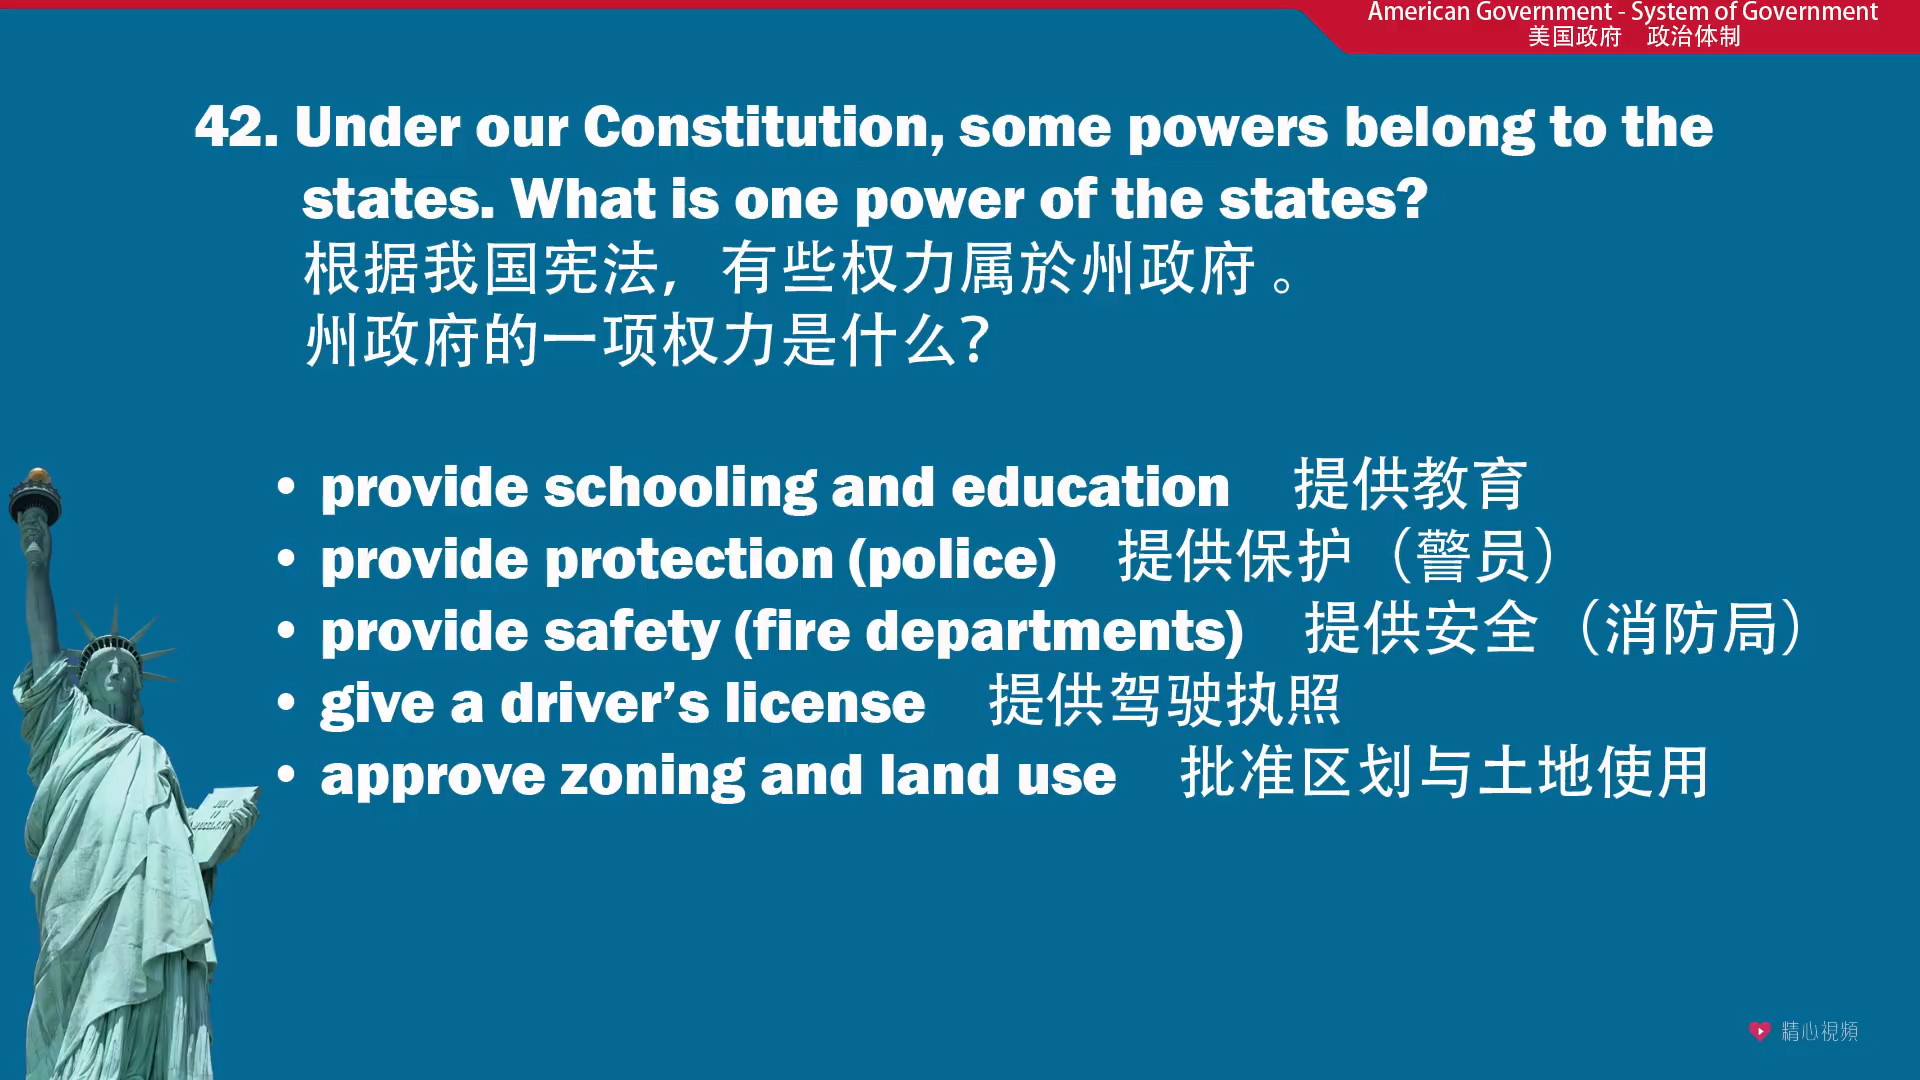 American Government - System of Government
美国政府 政治体制
42. Under our Constitution, some powers belong to the
states. What is one power of the states?
根据我国宪法，有些权力属於州政府。
州政府的一项权力是什么？
• provide schooling and education 提供教育
• provide protection (police) 提供保护（警员）
• provide safety (fire departments) 提供安全（消防局）
• give a driver’s license 提供驾驶执照
• approve zoning and land use 批准区划与土地使用
JULY
精心視頻